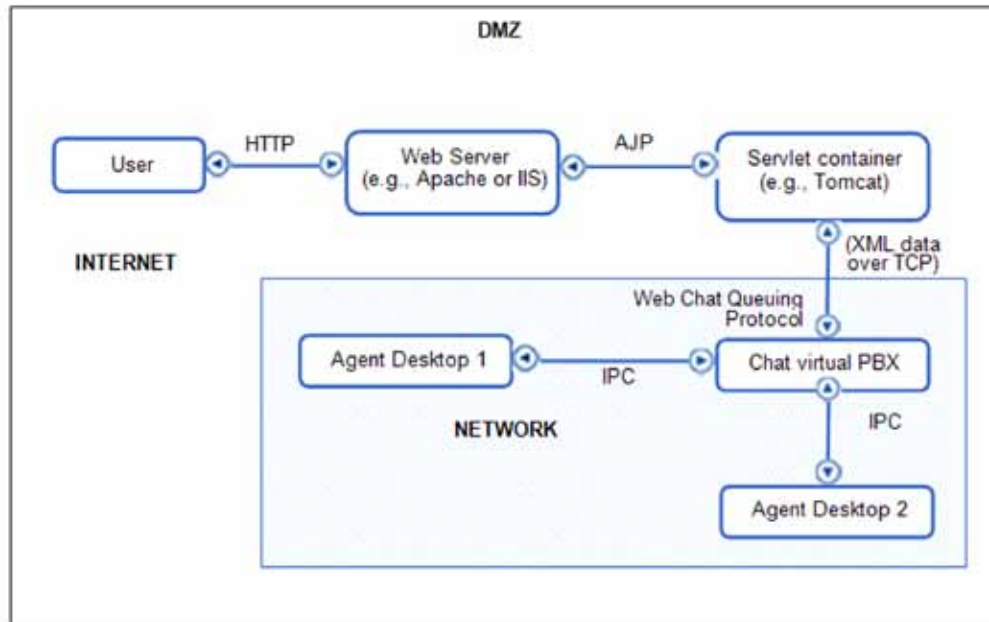 DMZ
User
HTTP
Web Server
(e.g., Apache or IIS)
AJP
Servlet container
(e.g., Tomcat)
INTERNET
(XML data
over TCP)
Web Chat Queuing
Protocol
Agent Desktop 1
IPC
Chat virtual PBX
NETWORK
IPC
Agent Desktop 2